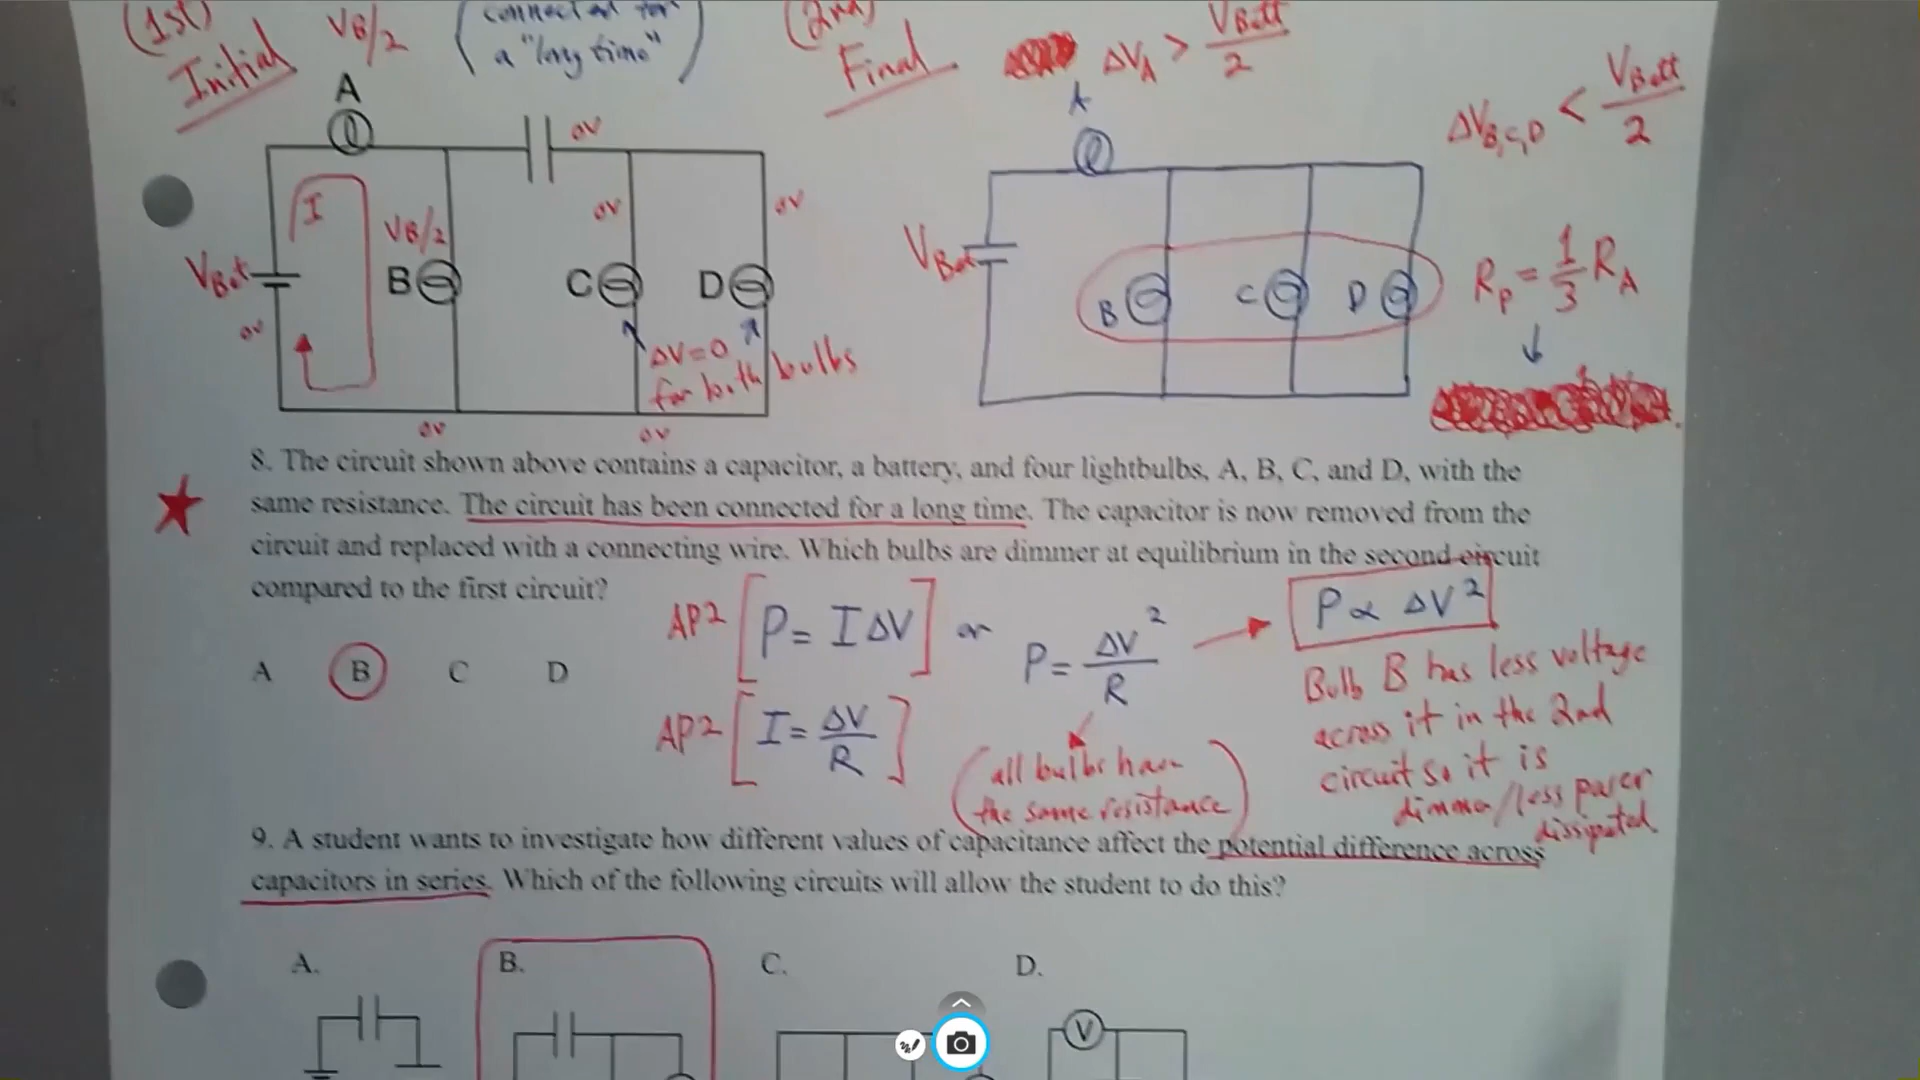 (1st)
Initial
VB/2
connected for
a "long time"
(2nd)
Final
ΔVA > VBatt/2
ΔVB,C,D < VBatt/2
A
0V
I
VB/2
0V
0V
VBat
B
C
D
0V
ΔV=0
for both bulbs
0V
0V
A
VBat
B
C
D
Rp = 1/3 RA
8. The circuit shown above contains a capacitor, a battery, and four lightbulbs, A, B, C, and D, with the
same resistance. The circuit has been connected for a long time. The capacitor is now removed from the
circuit and replaced with a connecting wire. Which bulbs are dimmer at equilibrium in the second circuit
compared to the first circuit?
A B C D
AP2 [P = IΔV] or P = ΔV²/R → P ∝ ΔV²
AP2 [I = ΔV/R]
(all bulbs have
the same resistance)
Bulb B has less voltage
across it in the 2nd
circuit so it is
dimmer/less power
dissipated
9. A student wants to investigate how different values of capacitance affect the potential difference across
capacitors in series. Which of the following circuits will allow the student to do this?
A. B. C. D.
V